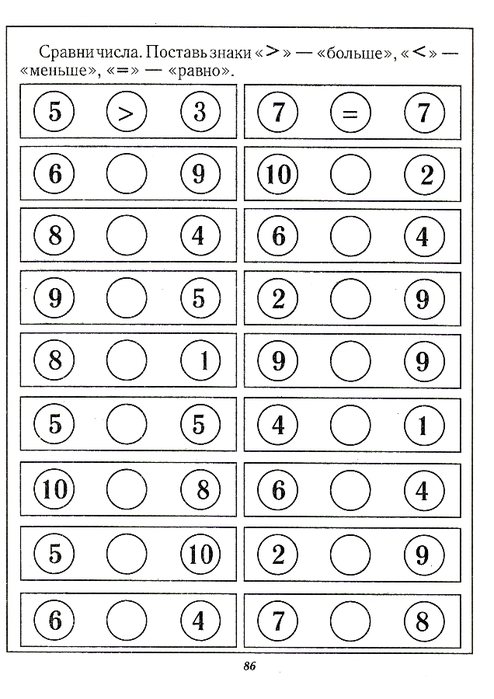 Сравни числа. Поставь знаки «>» — «больше», «<» —
«меньше», «=» — «равно».
5 > 3 7 = 7
6 9 10 2
8 4 6 4
9 5 2 9
8 1 9 9
5 5 4 1
10 8 6 4
5 10 2 9
6 4 7 8
86